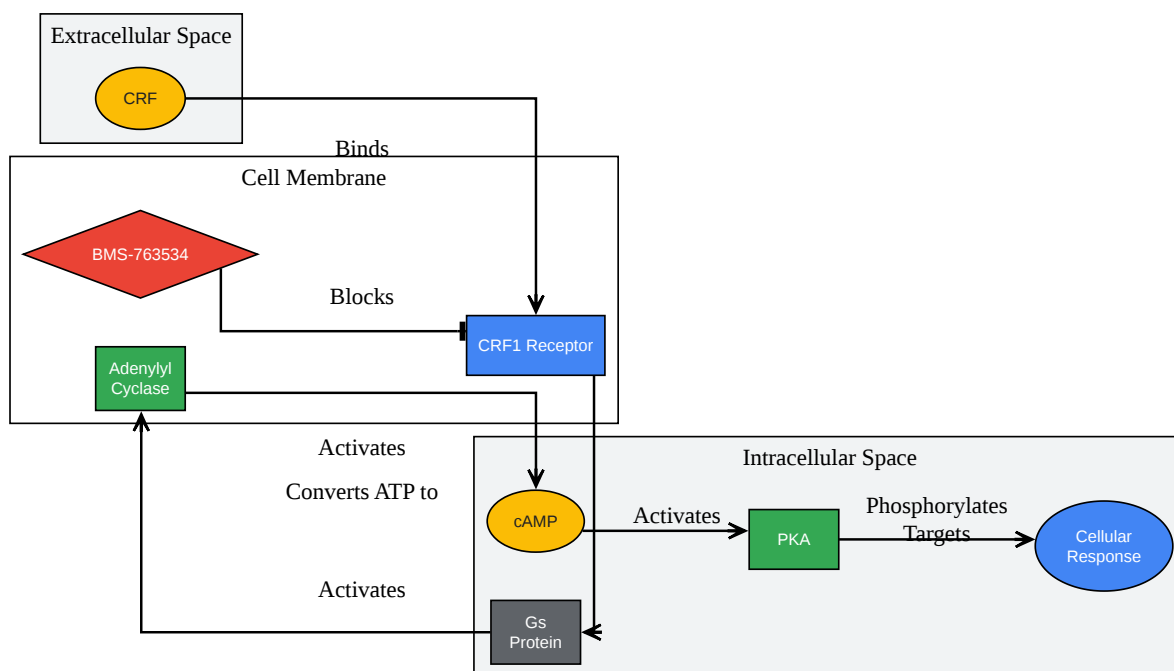 Extracellular Space
CRF
Binds
Cell Membrane
BMS-763534
Blocks
CRF1 Receptor
Adenylyl
Cyclase
Activates
Converts ATP to
Intracellular Space
cAMP
Activates
PKA
Phosphorylates
Targets
Cellular
Response
Activates
Gs
Protein